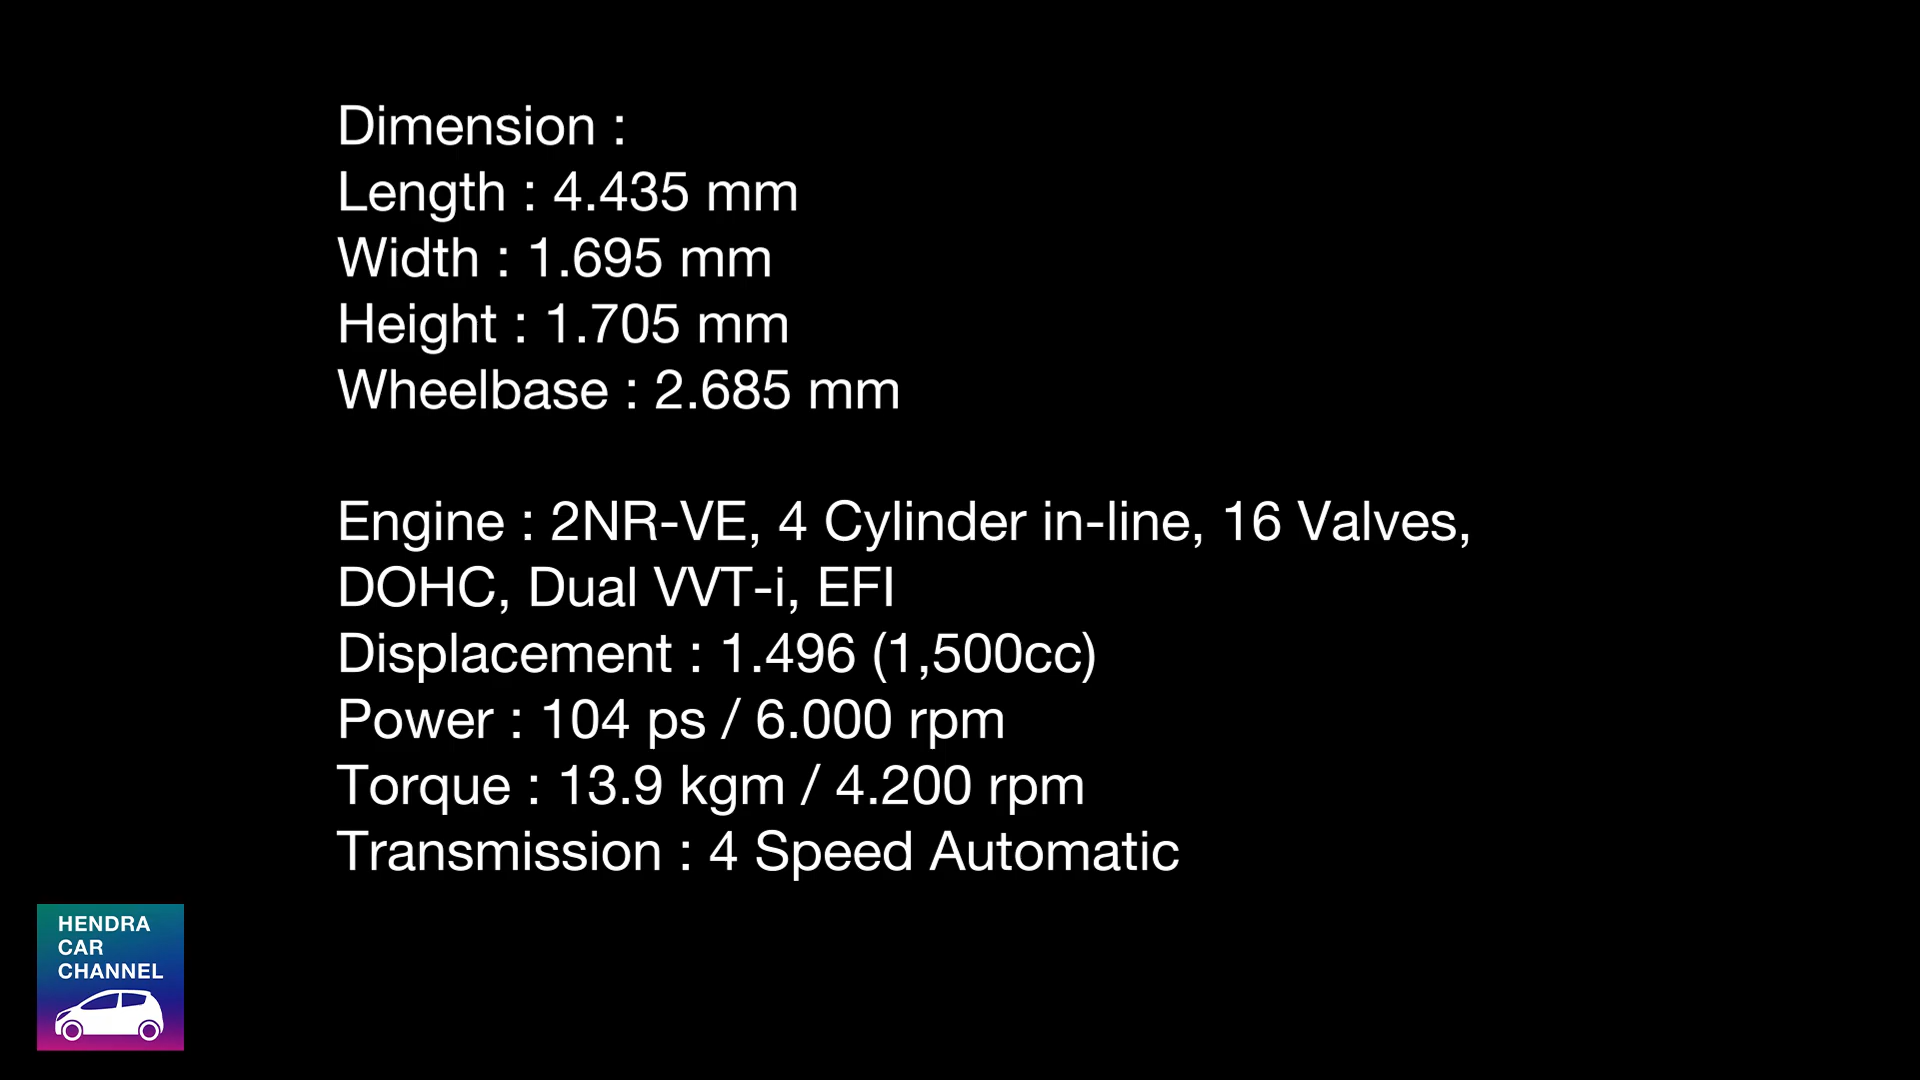 Dimension :
Length : 4.435 mm
Width : 1.695 mm
Height : 1.705 mm
Wheelbase : 2.685 mm
Engine : 2NR-VE, 4 Cylinder in-line, 16 Valves,
DOHC, Dual VVT-i, EFI
Displacement : 1.496 (1,500cc)
Power : 104 ps / 6.000 rpm
Torque : 13.9 kgm / 4.200 rpm
Transmission : 4 Speed Automatic
HENDRA
CAR
CHANNEL